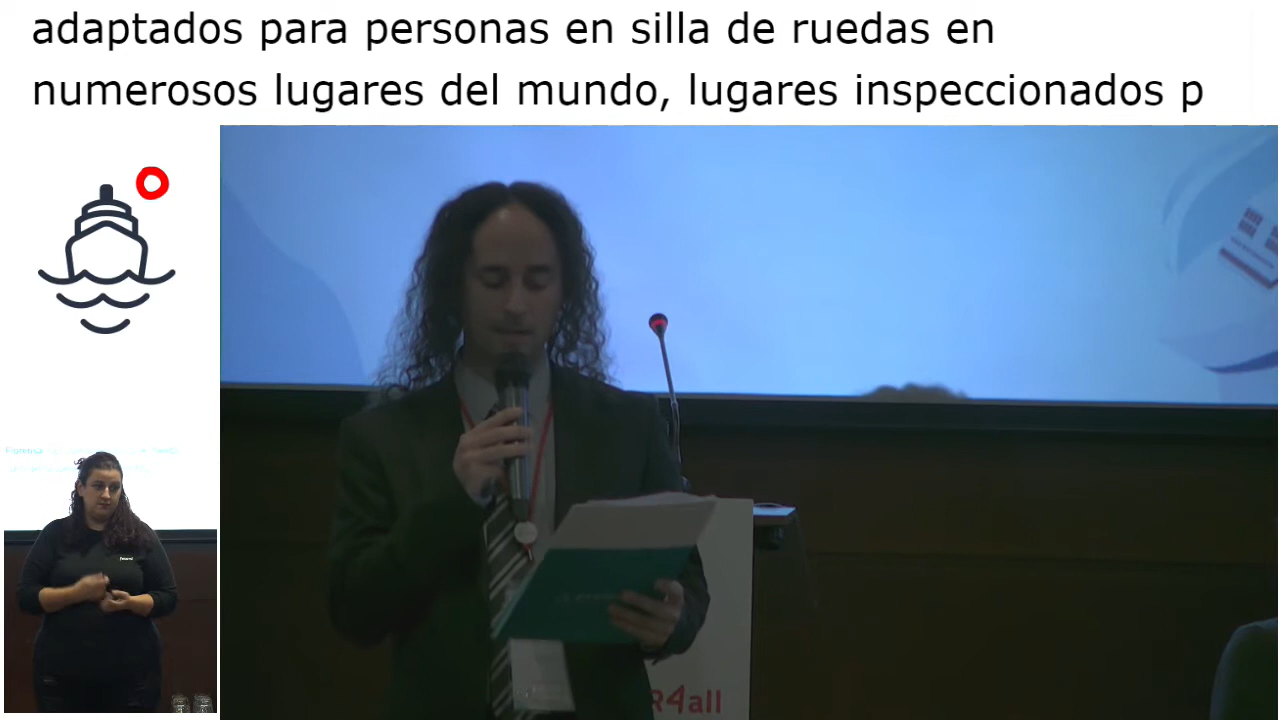 adaptados para personas en silla de ruedas en
numerosos lugares del mundo, lugares inspeccionados p
R4all